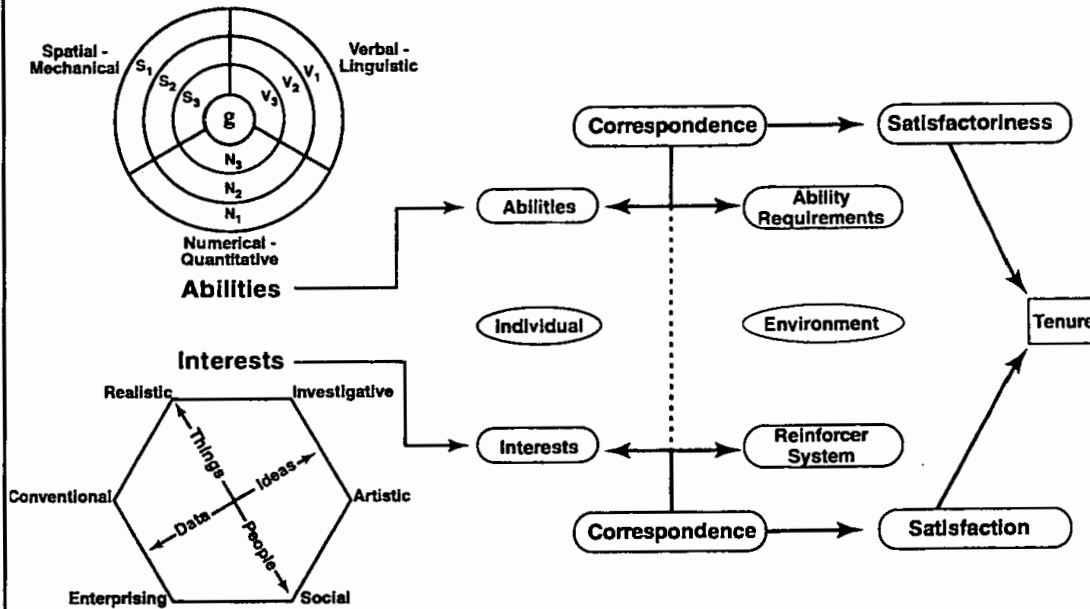 Spatial -
Mechanical
Verbal -
Linguistic
S1
S2
S3
V1
V2
V3
g
N3
N2
N1
Numerical -
Quantitative
Abilities
Interests
Realistic
Investigative
Things
Ideas
Conventional
Artistic
Data
People
Enterprising
Social
Correspondence
Satisfactoriness
Abilities
Ability
Requirements
Individual
Environment
Tenure
Interests
Reinforcer
System
Correspondence
Satisfaction